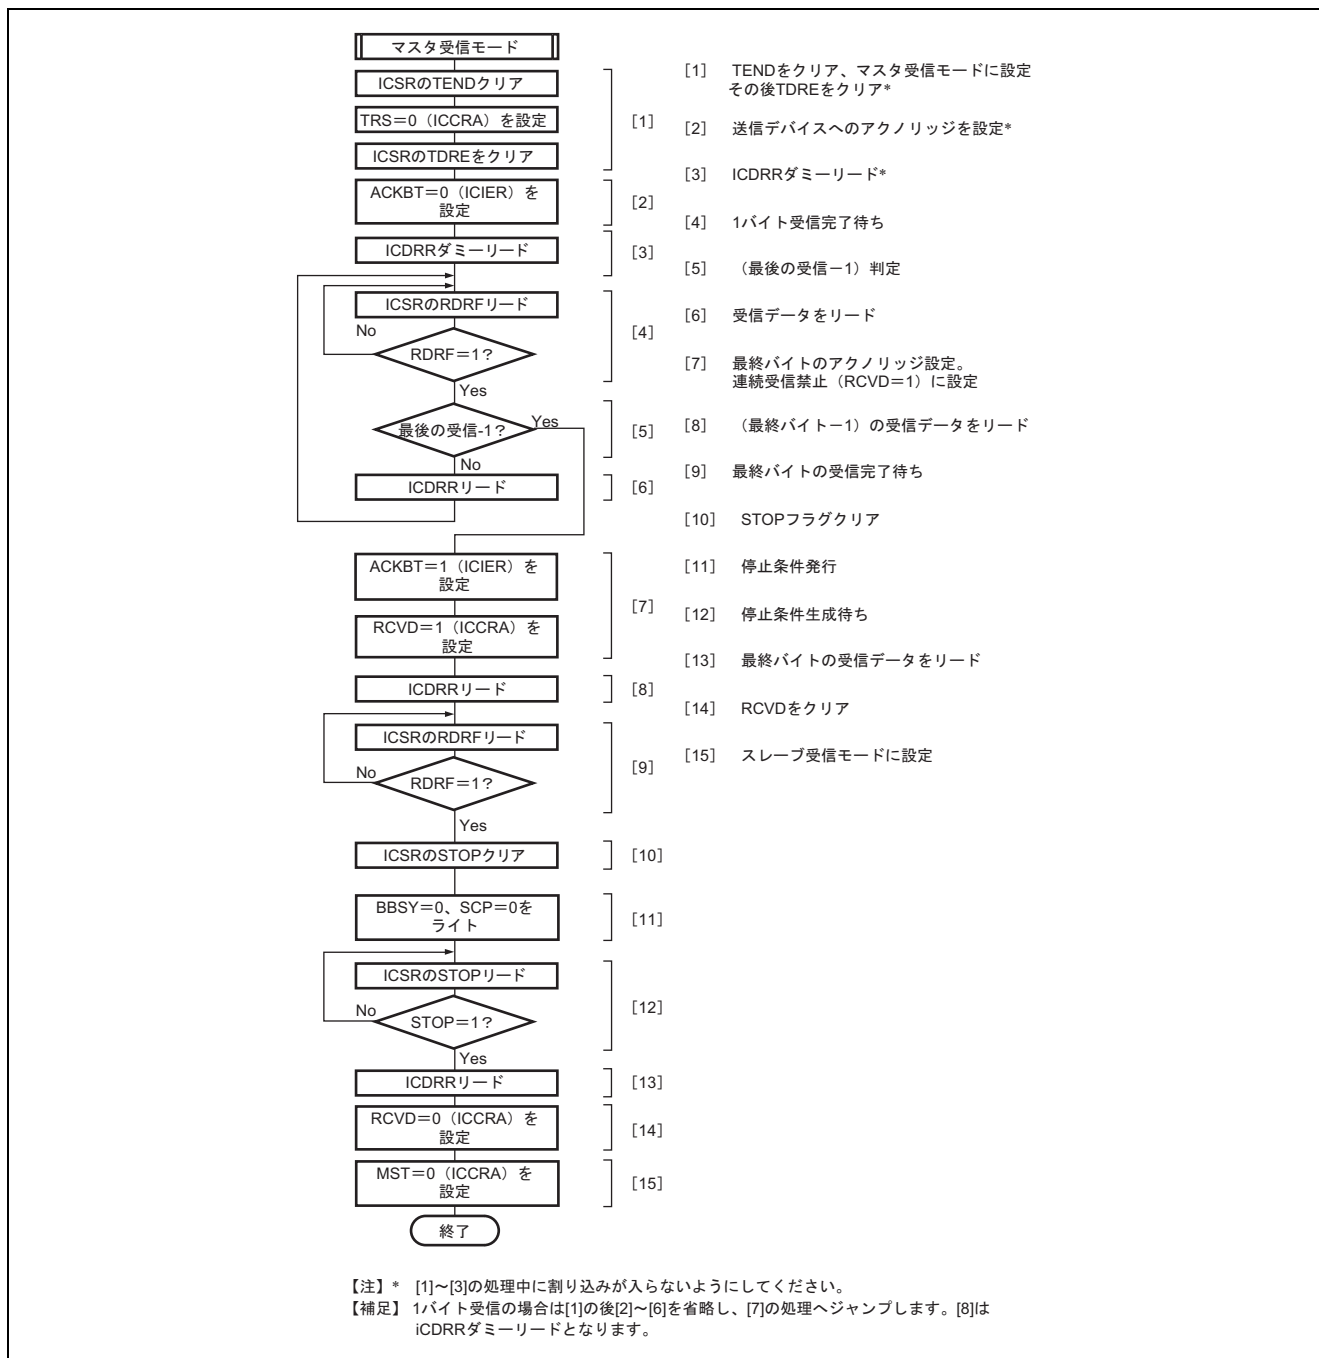 マスタ受信モード
ICSRのTENDクリア
TRS=0（ICCRA）を設定
ICSRのTDREをクリア
[1]
ACKBT=0（ICIER）を
設定
[2]
ICDRRダミーリード
[3]
ICSRのRDRFリード
No
RDRF=1?
[4]
Yes
最後の受信-1?
Yes
[5]
No
ICDRRリード
[6]
ACKBT=1（ICIER）を
設定
RCVD=1（ICCRA）を
設定
[7]
ICDRRリード
[8]
ICSRのRDRFリード
No
RDRF=1?
[9]
Yes
ICSRのSTOPクリア
[10]
BBSY=0、SCP=0を
ライト
[11]
ICSRのSTOPリード
No
STOP=1?
[12]
Yes
ICDRRリード
[13]
RCVD=0（ICCRA）を
設定
[14]
MST=0（ICCRA）を
設定
[15]
終了
[1] TENDをクリア、マスタ受信モードに設定
その後TDREをクリア*
[2] 送信デバイスへのアクノリッジを設定*
[3] ICDRRダミーリード*
[4] 1バイト受信完了待ち
[5] （最後の受信－1）判定
[6] 受信データをリード
[7] 最終バイトのアクノリッジ設定。
連続受信禁止（RCVD=1）に設定
[8] （最終バイト－1）の受信データをリード
[9] 最終バイトの受信完了待ち
[10] STOPフラグクリア
[11] 停止条件発行
[12] 停止条件生成待ち
[13] 最終バイトの受信データをリード
[14] RCVDをクリア
[15] スレーブ受信モードに設定
【注】* [1]～[3]の処理中に割り込みが入らないようにしてください。
【補足】 1バイト受信の場合は[1]の後[2]～[6]を省略し、[7]の処理へジャンプします。[8]は
iCDRRダミーリードとなります。